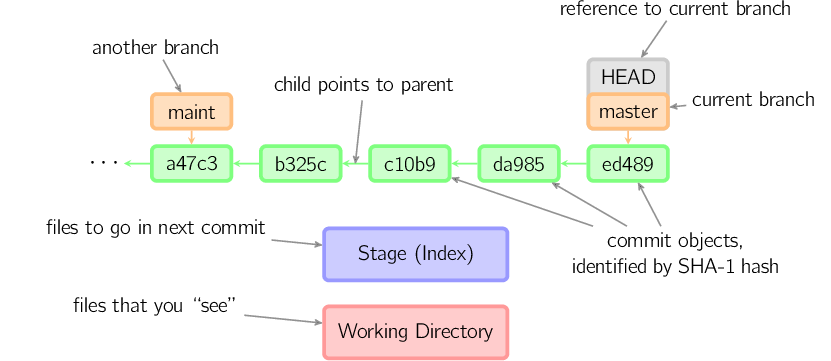 reference to current branch
another branch
HEAD
child points to parent
maint
master
current branch
...
a47c3
b325c
c10b9
da985
ed489
files to go in next commit
Stage (Index)
commit objects,
identified by SHA-1 hash
files that you “see”
Working Directory